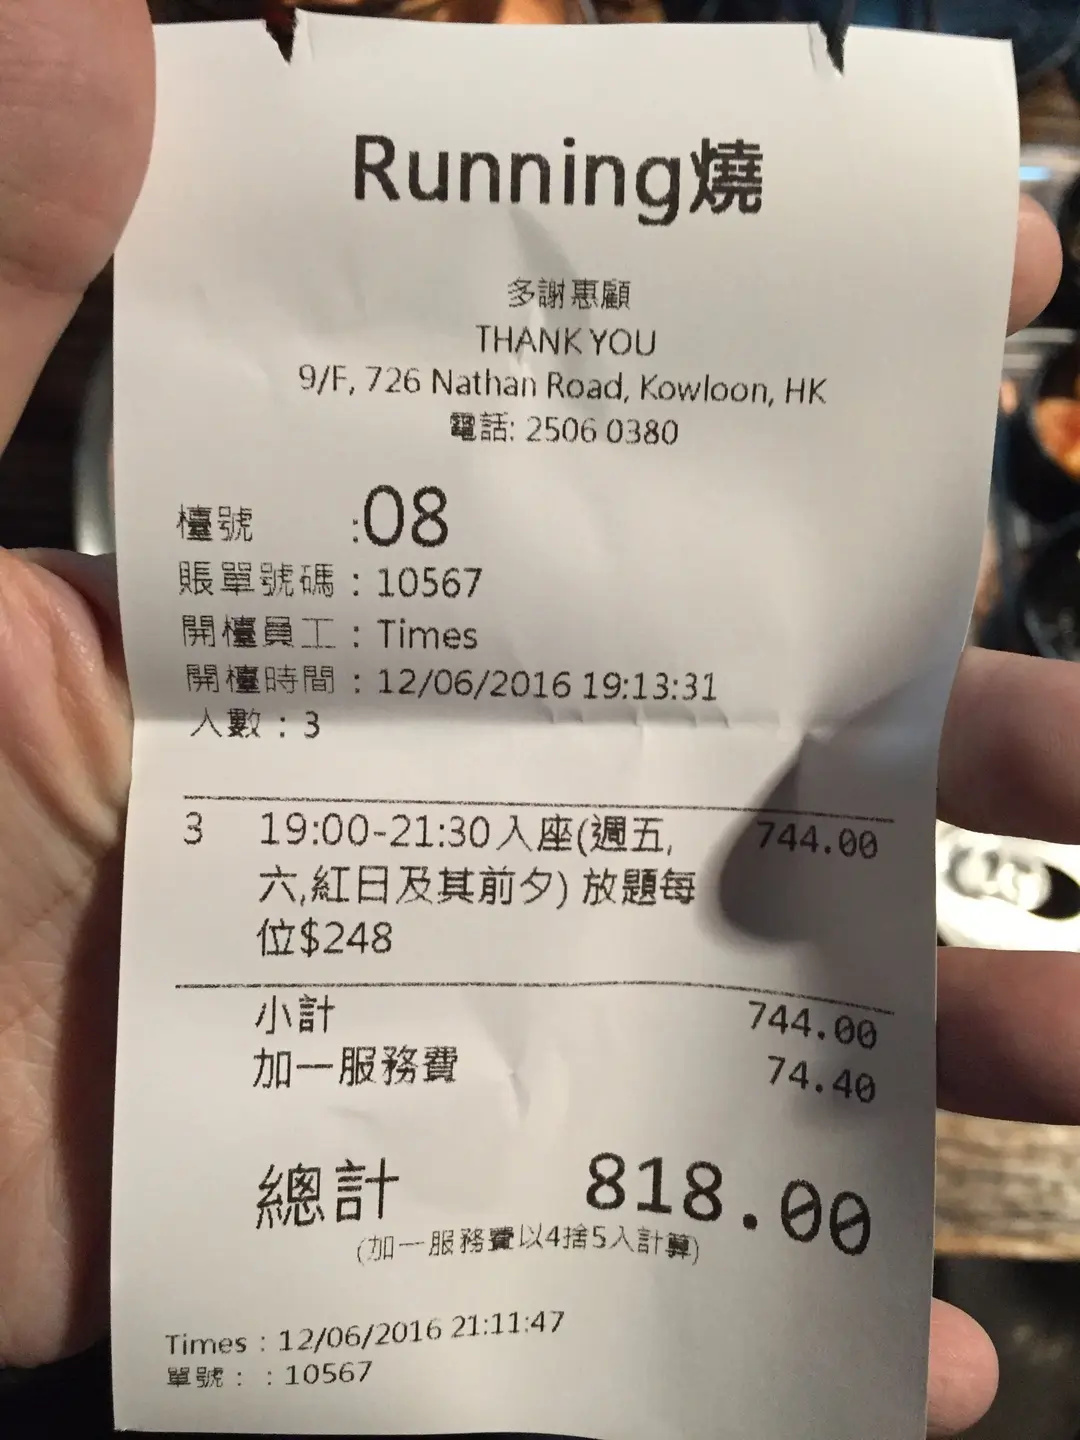 Running燒
多謝惠顧
THANK YOU
9/F, 726 Nathan Road, Kowloon, HK
電話: 2506 0380
檯號 :08
賬單號碼 : 10567
開檯員工 : Times
開檯時間 : 12/06/2016 19:13:31
人數 : 3
3 19:00-21:30入座(週五, 744.00
六,紅日及其前夕) 放題每
位$248
小計 744.00
加一服務費 74.40
總計 818.00
(加一服務費以4捨5入計算)
Times : 12/06/2016 21:11:47
單號: : 10567